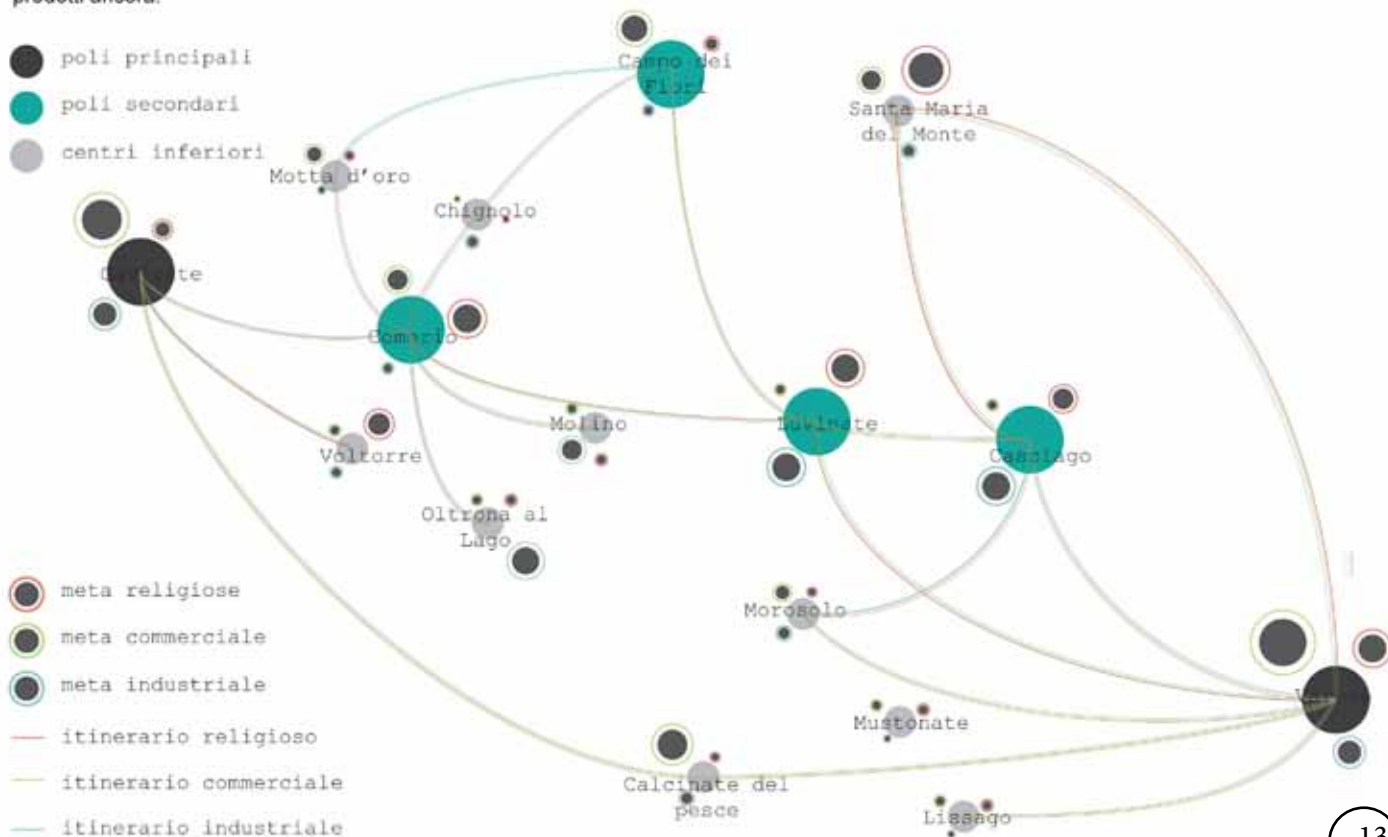 prodotti ancora.
poli principali
poli secondari
centri inferiori
Campo dei
Fiori
Santa Maria
del Monte
Motta d'oro
Chignolo
Comerio
Molino
Voltorre
Oltrona al
Lago
Luvinate
Casciago
meta religiose
meta commerciale
meta industriale
itinerario religioso
itinerario commerciale
itinerario industriale
Morosolo
Mustonate
Calcinate del
pesce
Lissago
13